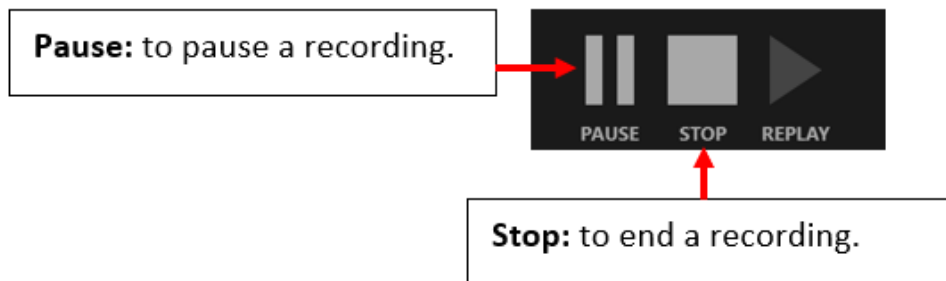 Pause: to pause a recording.
PAUSE STOP REPLAY
Stop: to end a recording.